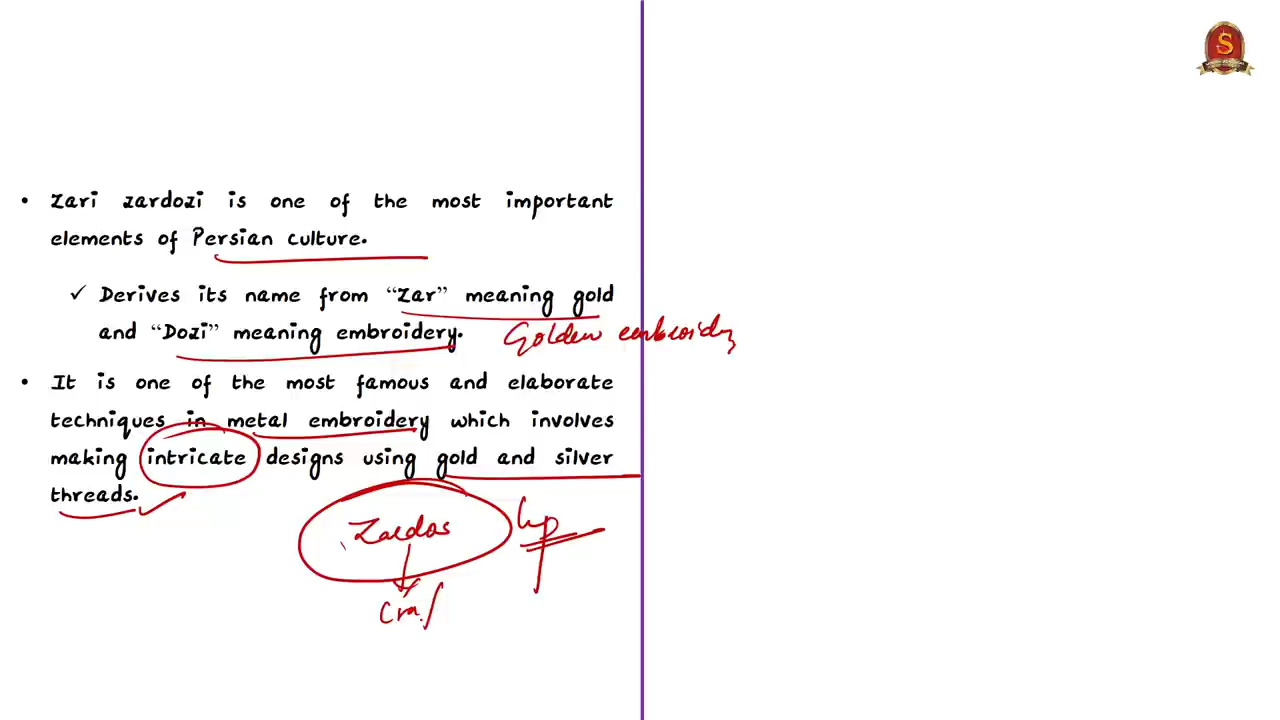 • Zari zardozi is one of the most important
elements of Persian culture.
✓ Derives its name from “Zar” meaning gold
and “Dozi” meaning embroidery.
Golden embroidery
• It is one of the most famous and elaborate
techniques in metal embroidery which involves
making intricate designs using gold and silver
threads.
Zardos
S